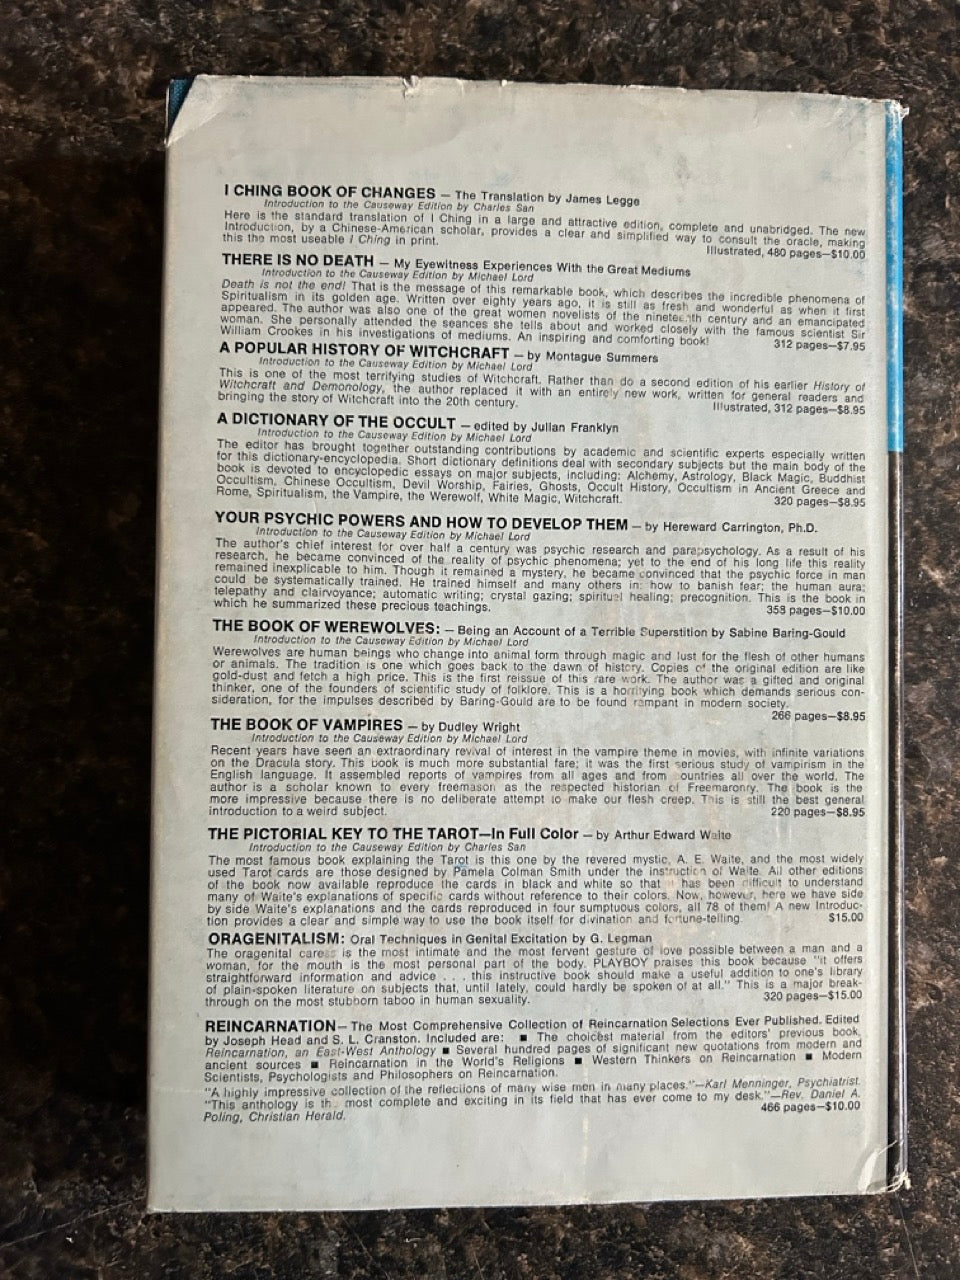 I CHING BOOK OF CHANGES — The Translation by James Legge
Introduction to the Causeway Edition by Charles San
Here is the standard translation of I Ching in a large and attractive edition, complete and unabridged. The new
Introduction, by a Chinese-American scholar, provides a clear and simplified way to consult the oracle, making
this the most useable I Ching in print.
Illustrated, 480 pages—$10.00
THERE IS NO DEATH — My Eyewitness Experiences With the Great Mediums
Introduction to the Causeway Edition by Michael Lord
Death is not the end! That is the message of this remarkable book, which describes the incredible phenomena of
Spiritualism in its golden age. Written over eighty years ago, it is still as fresh and wonderful as when it first
appeared. The author was also one of the great women novelists of the nineteenth century and an emancipated
woman. She personally attended the seances she tells about and worked closely with the famous scientist Sir
William Crookes in his investigations of mediums. An inspiring and comforting book! 312 pages—$7.95
A POPULAR HISTORY OF WITCHCRAFT — by Montague Summers
Introduction to the Causeway Edition by Michael Lord
This is one of the most terrifying studies of Witchcraft. Rather than do a second edition of his earlier History of
Witchcraft and Demonology, the author replaced it with an entirely new work, written for general readers and
bringing the story of Witchcraft into the 20th century. Illustrated, 312 pages—$8.95
A DICTIONARY OF THE OCCULT — edited by Julian Franklyn
Introduction to the Causeway Edition by Michael Lord
The editor has brought together outstanding contributions by academic and scientific experts especially written
for this dictionary-encyclopedia. Short dictionary definitions deal with secondary subjects but the main body of the
book is devoted to encyclopedic essays on major subjects, including: Alchemy, Astrology, Black Magic, Buddhist
Occultism, Chinese Occultism, Devil Worship, Fairies, Ghosts, Occult History, Occultism in Ancient Greece and
Rome, Spiritualism, the Vampire, the Werewolf, White Magic, Witchcraft. 320 pages—$8.95
YOUR PSYCHIC POWERS AND HOW TO DEVELOP THEM — by Hereward Carrington, Ph.D.
Introduction to the Causeway Edition by Michael Lord
The author's chief interest for over half a century was psychic research and parapsychology. As a result of his
research, he became convinced of the reality of psychic phenomena; yet to the end of his long life this reality
remained inexplicable to him. Though it remained a mystery, he became convinced that the psychic force in man
could be systematically trained. He trained himself and many others in: how to banish fear; the human aura;
telepathy and clairvoyance; automatic writing; crystal gazing; spirituel healing; precognition. This is the book in
which he summarized these precious teachings. 358 pages—$10.00
THE BOOK OF WEREWOLVES: — Being an Account of a Terrible Superstition by Sabine Baring-Gould
Introduction to the Causeway Edition by Michael Lord
Werewolves are human beings who change into animal form through magic and lust for the flesh of other humans
or animals. The tradition is one which goes back to the dawn of history. Copies of the original edition are like
gold-dust and fetch a high price. This is the first reissue of this rare work. The author was a gifted and original
thinker, one of the founders of scientific study of folklore. This is a horrifying book which demands serious con-
sideration, for the impulses described by Baring-Gould are to be found rampant in modern society.
266 pages—$8.95
THE BOOK OF VAMPIRES — by Dudley Wright
Introduction to the Causeway Edition by Michael Lord
Recent years have seen an extraordinary revival of interest in the vampire theme in movies, with infinite variations
on the Dracula story. This book is much more substantial fare; it was the first serious study of vampirism in the
English language. It assembled reports of vampires from all ages and from countries all over the world. The
author is a scholar known to every freemason as the respected historian of Freemaronry. The book is the
more impressive because there is no deliberate attempt to make our flesh creep. This is still the best general
introduction to a weird subject. 220 pages—$8.95
THE PICTORIAL KEY TO THE TAROT—In Full Color — by Arthur Edward Waite
Introduction to the Causeway Edition by Charles San
The most famous book explaining the Tarot is this one by the revered mystic, A. E. Waite, and the most widely
used Tarot cards are those designed by Pamela Colman Smith under the instruction of Waite. All other editions
of the book now available reproduce the cards in black and white so that has been difficult to understand
many of Waite's explanations of specific cards without reference to their colors. Now, however, here we have side
by side Waite's explanations and the cards reproduced in four sumptuous colors, all 78 of them! A new Introduc-
tion provides a clear and simple way to use the book itself for divination and fortune-telling. $15.00
ORAGENITALISM: Oral Techniques in Genital Excitation by G. Legman
The oragenital caress is the most intimate and the most fervent gesture of love possible between a man and a
woman, for the mouth is the most personal part of the body. PLAYBOY praises this book because "it offers
straightforward information and advice . . . this instructive book should make a useful addition to one's library
of plain-spoken literature on subjects that, until lately, could hardly be spoken of at all." This is a major break-
through on the most stubborn taboo in human sexuality. 320 pages—$15.00
REINCARNATION— The Most Comprehensive Collection of Reincarnation Selections Ever Published. Edited
by Joseph Head and S. L. Cranston. Included are: ■ The choicest material from the editors' previous book,
Reincarnation, an East-West Anthology ■ Several hundred pages of significant new quotations from modern and
ancient sources ■ Reincarnation in the World's Religions ■ Western Thinkers on Reincarnation ■ Modern
Scientists, Psychologists and Philosophers on Reincarnation.
"A highly impressive collection of the reflections of many wise men in many places."—Karl Menninger, Psychiatrist.
"This anthology is the most complete and exciting in its field that has ever come to my desk."—Rev. Daniel A.
Poling, Christian Herald. 466 pages—$10.00